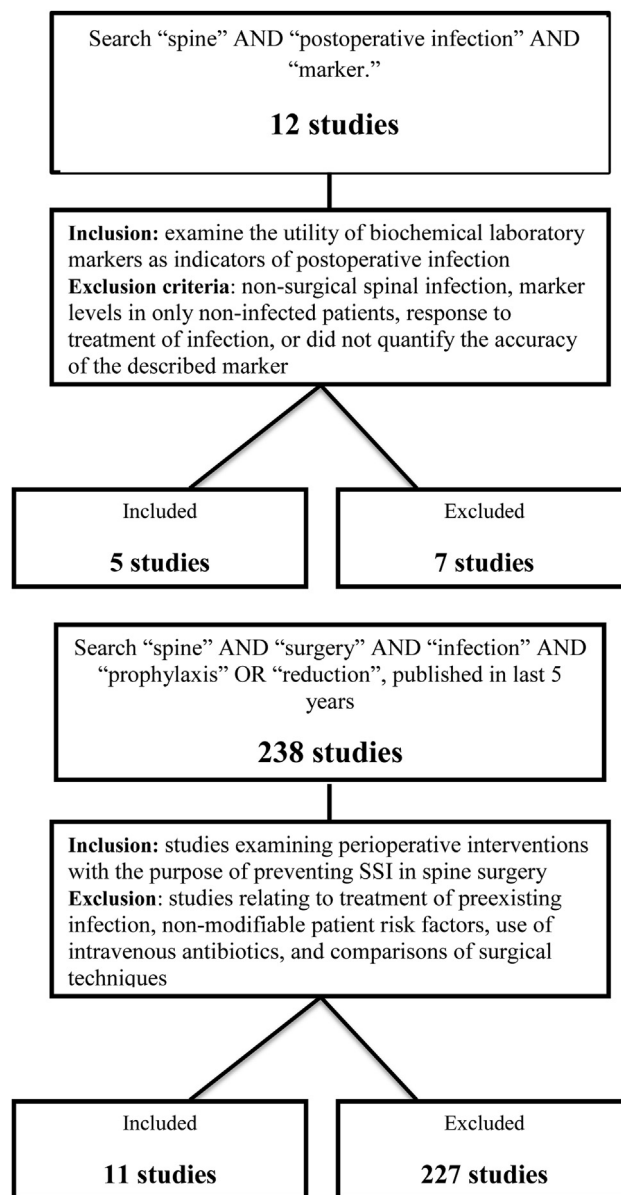 Search “spine” AND “postoperative infection” AND
“marker.”
12 studies
Inclusion: examine the utility of biochemical laboratory
markers as indicators of postoperative infection
Exclusion criteria: non-surgical spinal infection, marker
levels in only non-infected patients, response to
treatment of infection, or did not quantify the accuracy
of the described marker
Included
5 studies
Excluded
7 studies
Search “spine” AND “surgery” AND “infection” AND
“prophylaxis” OR “reduction”, published in last 5
years
238 studies
Inclusion: studies examining perioperative interventions
with the purpose of preventing SSI in spine surgery
Exclusion: studies relating to treatment of preexisting
infection, non-modifiable patient risk factors, use of
intravenous antibiotics, and comparisons of surgical
techniques
Included
11 studies
Excluded
227 studies